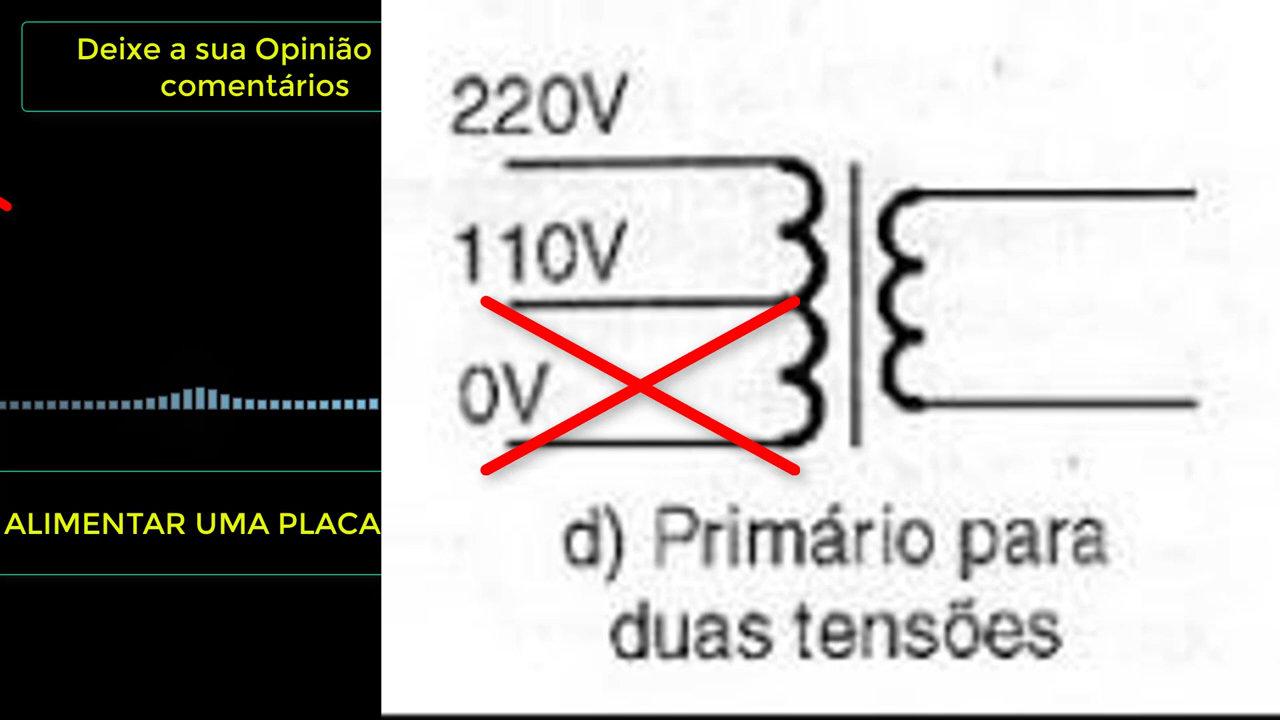 Deixe a sua Opinião
comentários
ALIMENTAR UMA PLACA
220V
110V
0V
d) Primário para
duas tensões